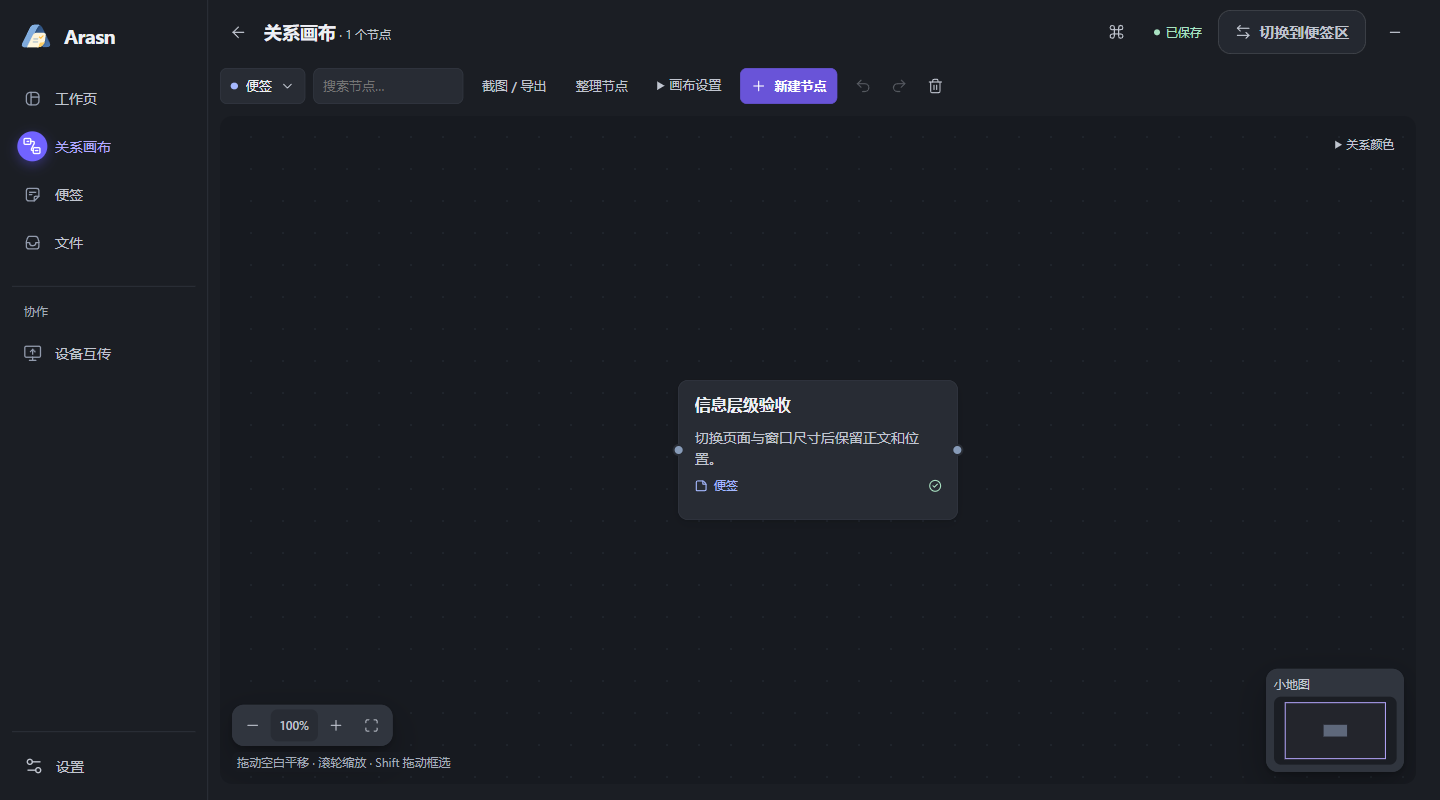 Arasn
工作页
关系画布
便签
文件
协作
设备互传
设置
关系画布 · 1 个节点
已保存
切换到便签区
便签
搜索节点...
截图 / 导出
整理节点
画布设置
新建节点
关系颜色
信息层级验收
切换页面与窗口尺寸后保留正文和位
置。
便签
100%
拖动空白平移 · 滚轮缩放 · Shift 拖动框选
小地图